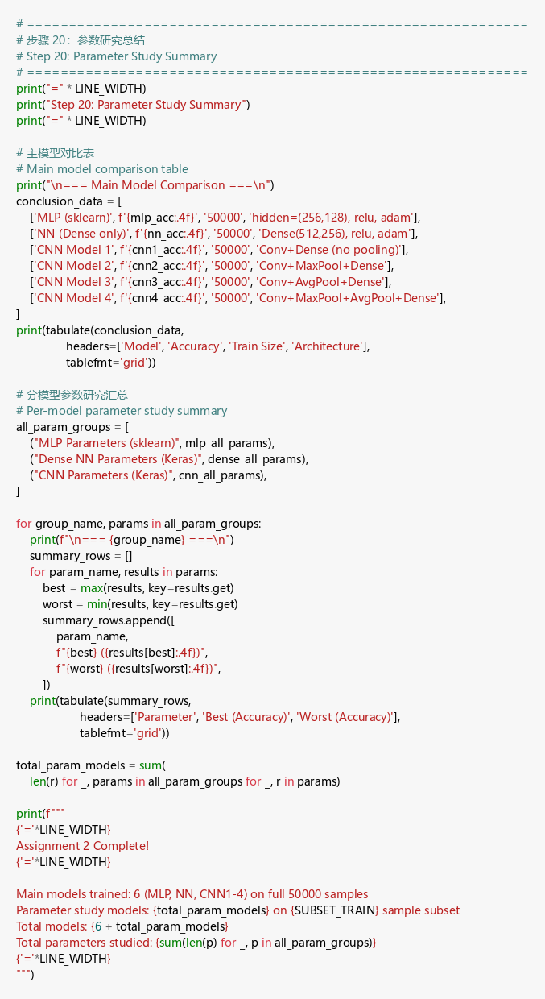 # ============================================================
# 步骤 20：参数研究总结
# Step 20: Parameter Study Summary
# ============================================================
print("=" * LINE_WIDTH)
print("Step 20: Parameter Study Summary")
print("=" * LINE_WIDTH)

# 主模型对比表
# Main model comparison table
print("\n=== Main Model Comparison ===\n")
conclusion_data = [
    ['MLP (sklearn)', f'{mlp_acc:.4f}', '50000', 'hidden=(256,128), relu, adam'],
    ['NN (Dense only)', f'{nn_acc:.4f}', '50000', 'Dense(512,256), relu, adam'],
    ['CNN Model 1', f'{cnn1_acc:.4f}', '50000', 'Conv+Dense (no pooling)'],
    ['CNN Model 2', f'{cnn2_acc:.4f}', '50000', 'Conv+MaxPool+Dense'],
    ['CNN Model 3', f'{cnn3_acc:.4f}', '50000', 'Conv+AvgPool+Dense'],
    ['CNN Model 4', f'{cnn4_acc:.4f}', '50000', 'Conv+MaxPool+AvgPool+Dense'],
]
print(tabulate(conclusion_data,
               headers=['Model', 'Accuracy', 'Train Size', 'Architecture'],
               tablefmt='grid'))

# 分模型参数研究汇总
# Per-model parameter study summary
all_param_groups = [
    ("MLP Parameters (sklearn)", mlp_all_params),
    ("Dense NN Parameters (Keras)", dense_all_params),
    ("CNN Parameters (Keras)", cnn_all_params),
]

for group_name, params in all_param_groups:
    print(f"\n=== {group_name} ===\n")
    summary_rows = []
    for param_name, results in params:
        best = max(results, key=results.get)
        worst = min(results, key=results.get)
        summary_rows.append([
            param_name,
            f"{best} ({results[best]:.4f})",
            f"{worst} ({results[worst]:.4f})",
        ])
    print(tabulate(summary_rows,
                   headers=['Parameter', 'Best (Accuracy)', 'Worst (Accuracy)'],
                   tablefmt='grid'))

total_param_models = sum(
    len(r) for _, params in all_param_groups for _, r in params)

print(f"""
{'='*LINE_WIDTH}
Assignment 2 Complete!
{'='*LINE_WIDTH}

Main models trained: 6 (MLP, NN, CNN1-4) on full 50000 samples
Parameter study models: {total_param_models} on {SUBSET_TRAIN} sample subset
Total models: {6 + total_param_models}
Total parameters studied: {sum(len(p) for _, p in all_param_groups)}
{'='*LINE_WIDTH}
""")